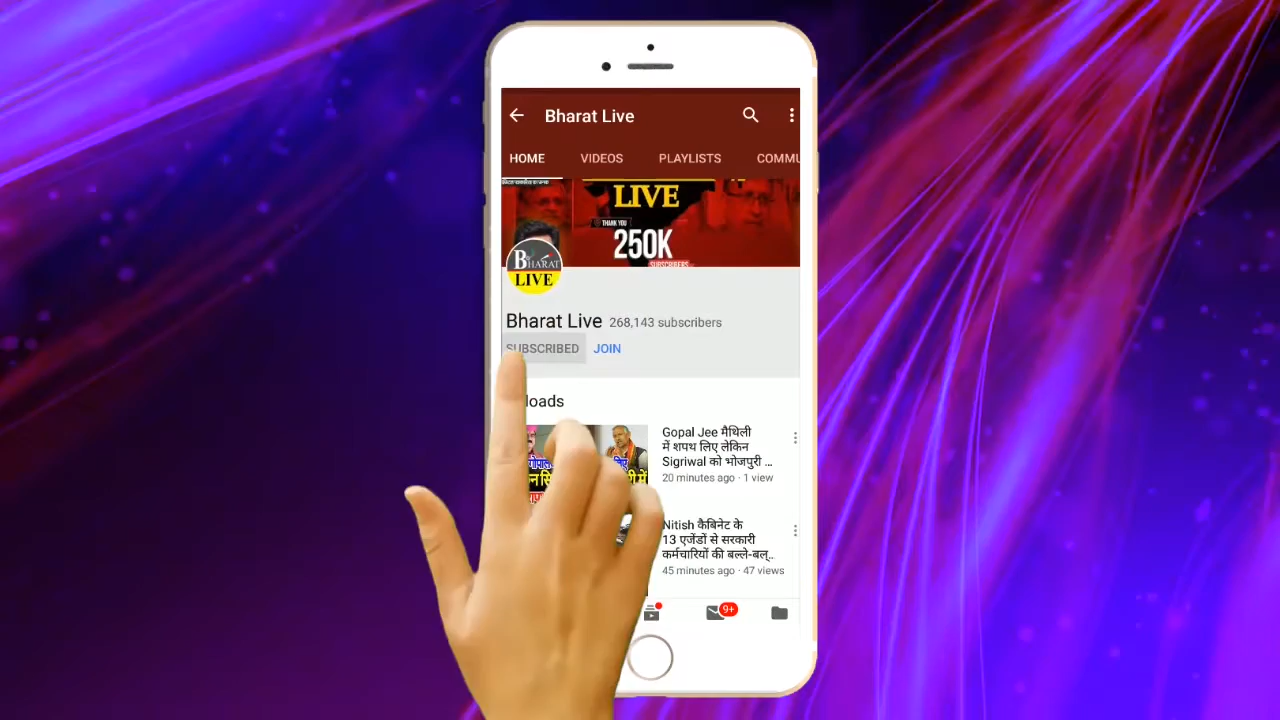 Bharat Live
HOME VIDEOS PLAYLISTS COMMU
LIVE
THANK YOU
250K
SUBSCRIBERS
BHARAT
LIVE
Bharat Live 268,143 subscribers
SUBSCRIBED JOIN
loads
Gopal Jee मैथिली
में शपथ लिए लेकिन
Sigriwal को भोजपुरी ...
20 minutes ago · 1 view
Nitish कैबिनेट के
13 एजेंडों से सरकारी
कर्मचारियों की बल्ले-बल्..
45 minutes ago · 47 views
9+